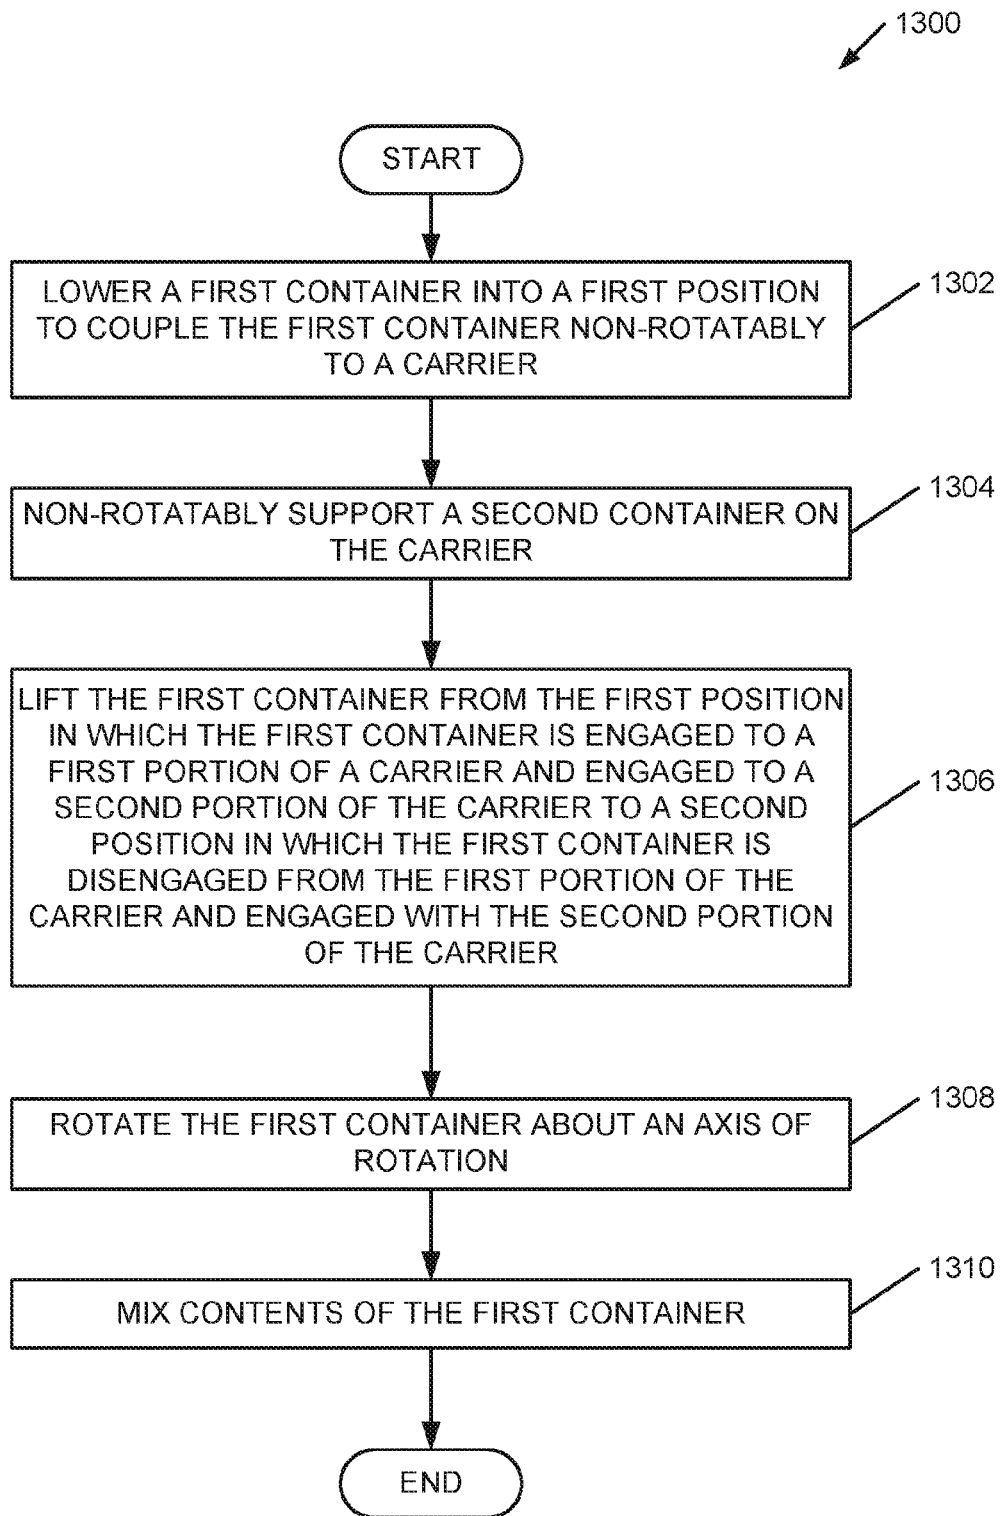 1300
START
LOWER A FIRST CONTAINER INTO A FIRST POSITION
TO COUPLE THE FIRST CONTAINER NON-ROTATABLY
TO A CARRIER
1302
NON-ROTATABLY SUPPORT A SECOND CONTAINER ON
THE CARRIER
1304
LIFT THE FIRST CONTAINER FROM THE FIRST POSITION
IN WHICH THE FIRST CONTAINER IS ENGAGED TO A
FIRST PORTION OF A CARRIER AND ENGAGED TO A
SECOND PORTION OF THE CARRIER TO A SECOND
POSITION IN WHICH THE FIRST CONTAINER IS
DISENGAGED FROM THE FIRST PORTION OF THE
CARRIER AND ENGAGED WITH THE SECOND PORTION
OF THE CARRIER
1306
ROTATE THE FIRST CONTAINER ABOUT AN AXIS OF
ROTATION
1308
MIX CONTENTS OF THE FIRST CONTAINER
1310
END